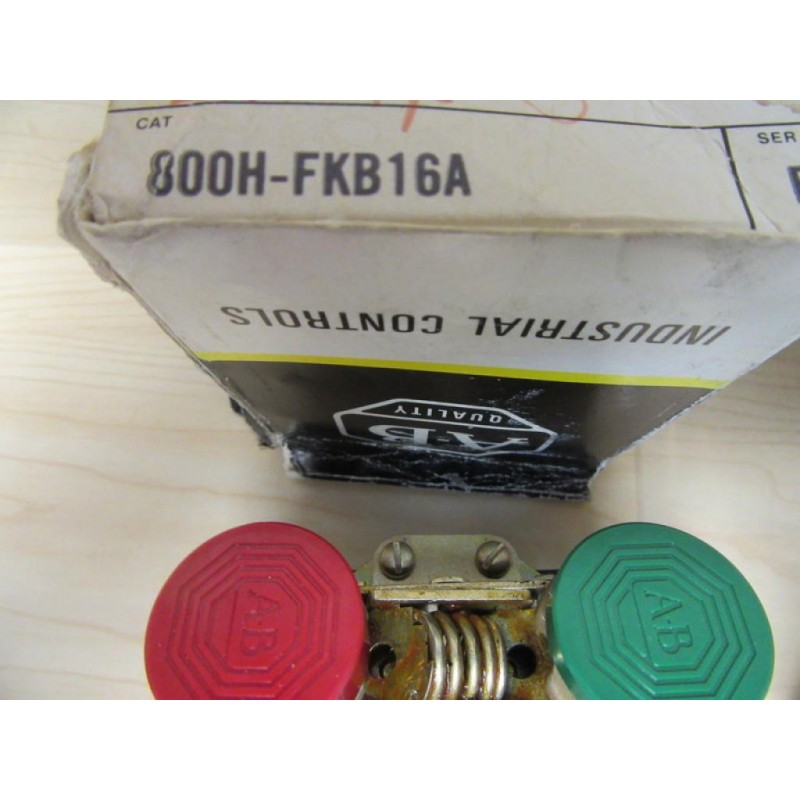 CAT
SER
800H-FKB16A
INDUSTRIAL CONTROLS
A-B
QUALITY
A-B
A-B